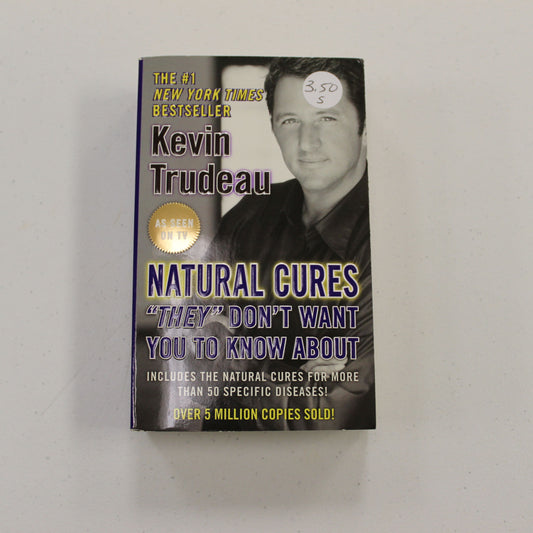 THE #1
NEW YORK TIMES
BESTSELLER
3.50
S
Kevin
Trudeau
AS SEEN
ON TV
NATURAL CURES
"THEY" DON'T WANT
YOU TO KNOW ABOUT
INCLUDES THE NATURAL CURES FOR MORE
THAN 50 SPECIFIC DISEASES!
OVER 5 MILLION COPIES SOLD!